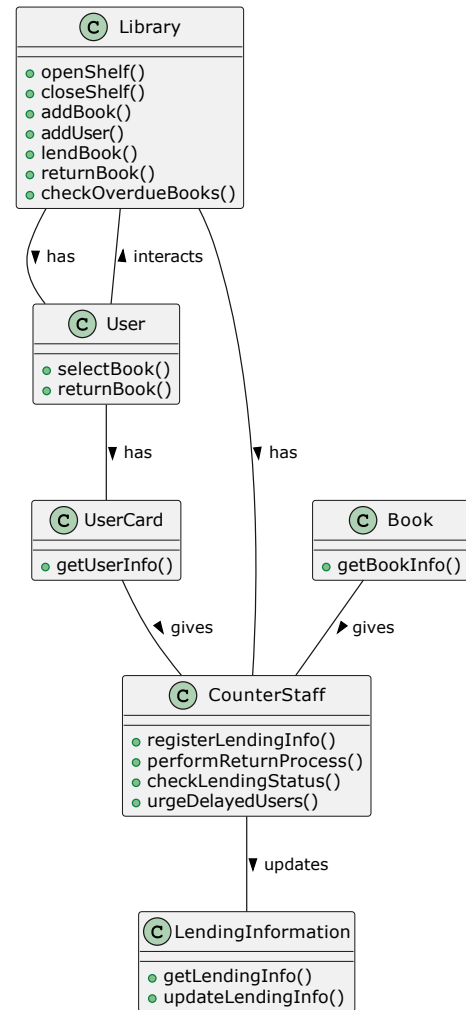 C Library
openShelf()
closeShelf()
addBook()
addUser()
lendBook()
returnBook()
checkOverdueBooks()
has
interacts
C User
selectBook()
returnBook()
has
has
C UserCard
getUserInfo()
C Book
getBookInfo()
gives
gives
C CounterStaff
registerLendingInfo()
performReturnProcess()
checkLendingStatus()
urgeDelayedUsers()
updates
C LendingInformation
getLendingInfo()
updateLendingInfo()